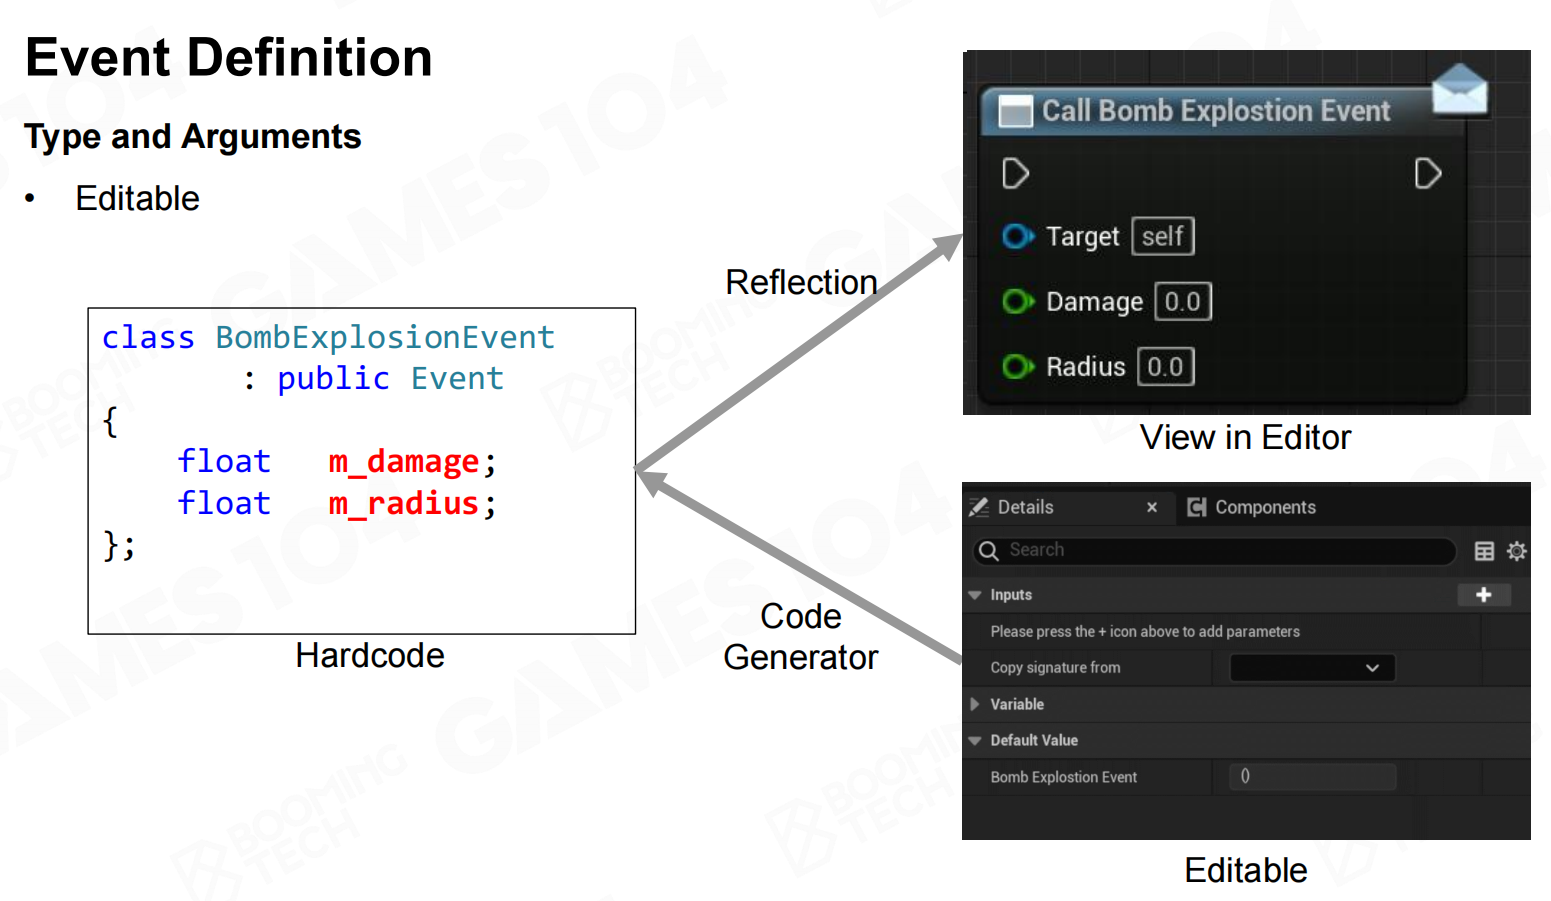 Event Definition
Type and Arguments
• Editable
class BombExplosionEvent
: public Event
{
float m_damage;
float m_radius;
};
Hardcode
Reflection
Code
Generator
Call Bomb Explostion Event
Target self
Damage 0.0
Radius 0.0
View in Editor
Details × Components
Search
Inputs +
Please press the + icon above to add parameters
Copy signature from
Variable
Default Value
Bomb Explostion Event ()
Editable
GAMES104
BOOMING
TECH